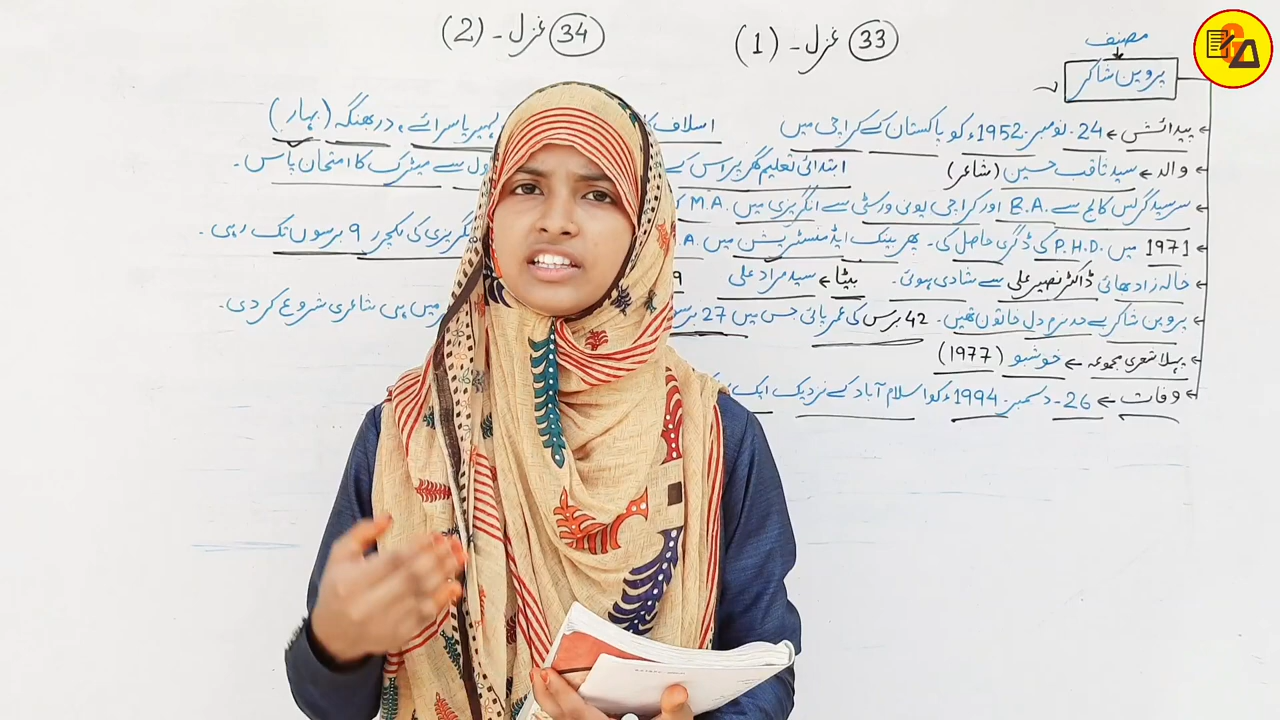 33 غزل - (1)
34 غزل - (2)
مصنف
پروین شاکر
پیدائش ← 24 - نومبر 1952ء کو پاکستان کے کراچی میں
اسلاف کا یاسرائے، دربھنگہ (بہار)
والد ← سید ثاقب حسین (شاعر)
ابتدائی تعلیم گھر پر اس کے سے میٹرک کا امتحان پاس۔
سرسید گرلس کالج سے B.A. اور کراچی یونی ورسٹی سے انگریزی میں M.A.
1971 میں P.H.D. کی ڈگری حاصل کی۔ پھر بینک ایڈمنسٹریشن میں انگریزی کی لکچرر 9 برسوں تک رہی۔
خالہ زاد بھائی ڈاکٹر نصیر علی سے شادی ہوئی۔ بیٹا ← سید مراد علی
پروین شاکر بے حد نرم دل خاتون تھیں۔ 42 برس کی عمر پائی جس میں 27 میں ہی شاعری شروع کر دی۔
پہلا شعری مجموعہ ← خوشبو (1977)
وفات ← 26 - دسمبر 1994ء کو اسلام آباد کے نزدیک ایک